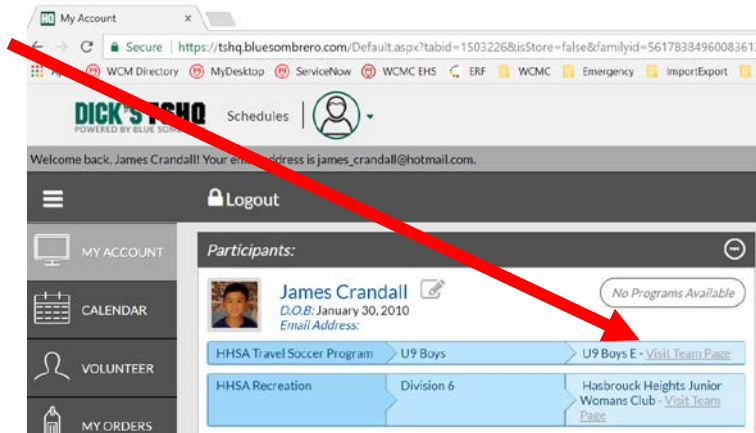 HQ My Account ×
Secure | https://tshq.bluesombrero.com/Default.aspx?tabid=1503226&isStore=false&familyid=5617838496008361
WCM Directory MyDesktop ServiceNow WCMC EHS ERF WCMC Emergency ImportExport
DICK'S TSHQ Schedules
POWERED BY BLUE
Welcome back, James Crandall! Your email address is james_crandall@hotmail.com.
Logout
MY ACCOUNT
CALENDAR
VOLUNTEER
MY ORDERS
Participants:
James Crandall
No Programs Available
D.O.B: January 30, 2010
Email Address:
HHSA Travel Soccer Program U9 Boys U9 Boys E - Visit Team Page
HHSA Recreation Division 6 Hasbrouck Heights Junior
Womans Club - Visit Team
Page